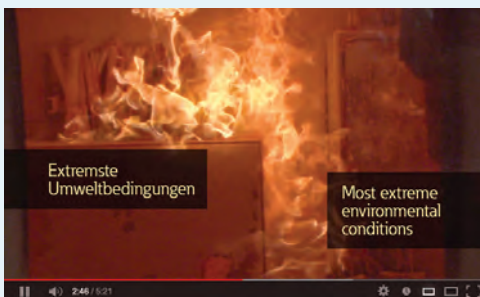 Extremste
Umweltbedingungen
Most extreme
environmental
conditions
2:46 / 5:21